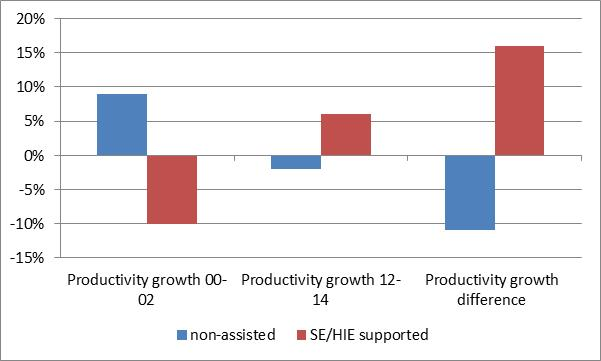 20%
15%
10%
5%
0%
-5%
-10%
-15%
Productivity growth 00-
02
Productivity growth 12-
14
Productivity growth
difference
non-assisted
SE/HIE supported